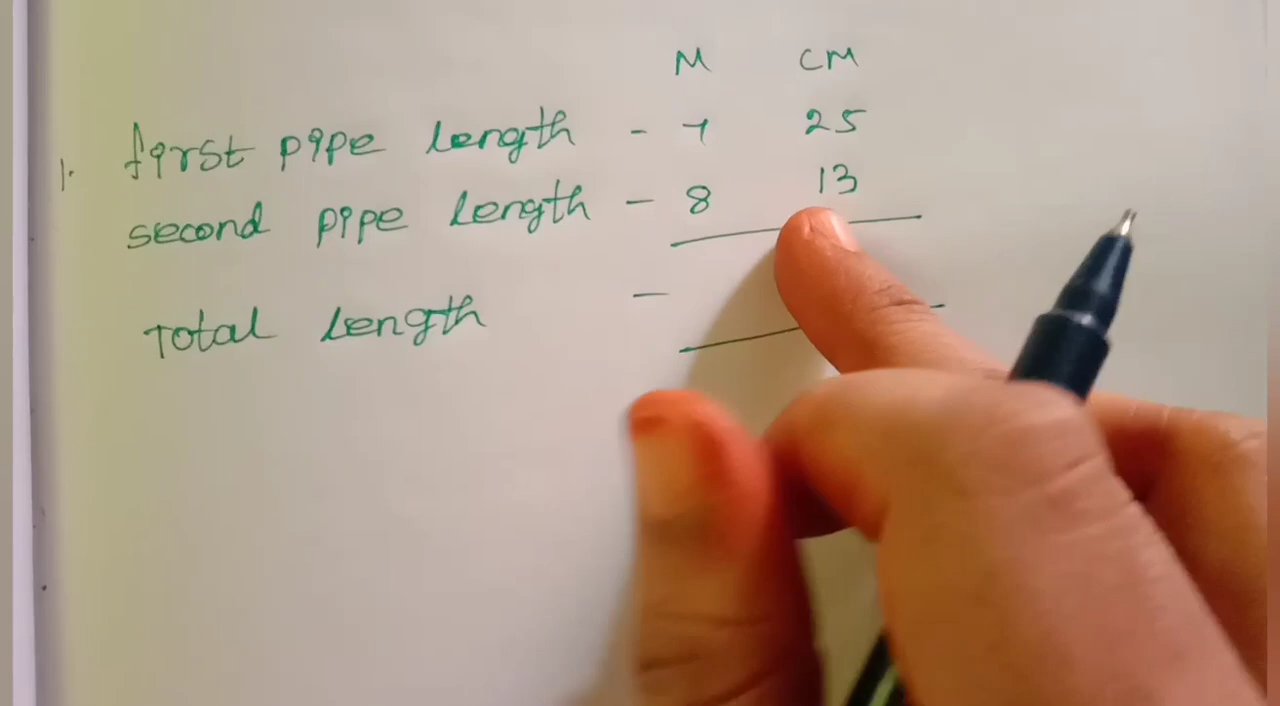 M CM
1. first pipe length - 7 25
second pipe length - 8 13
Total length -